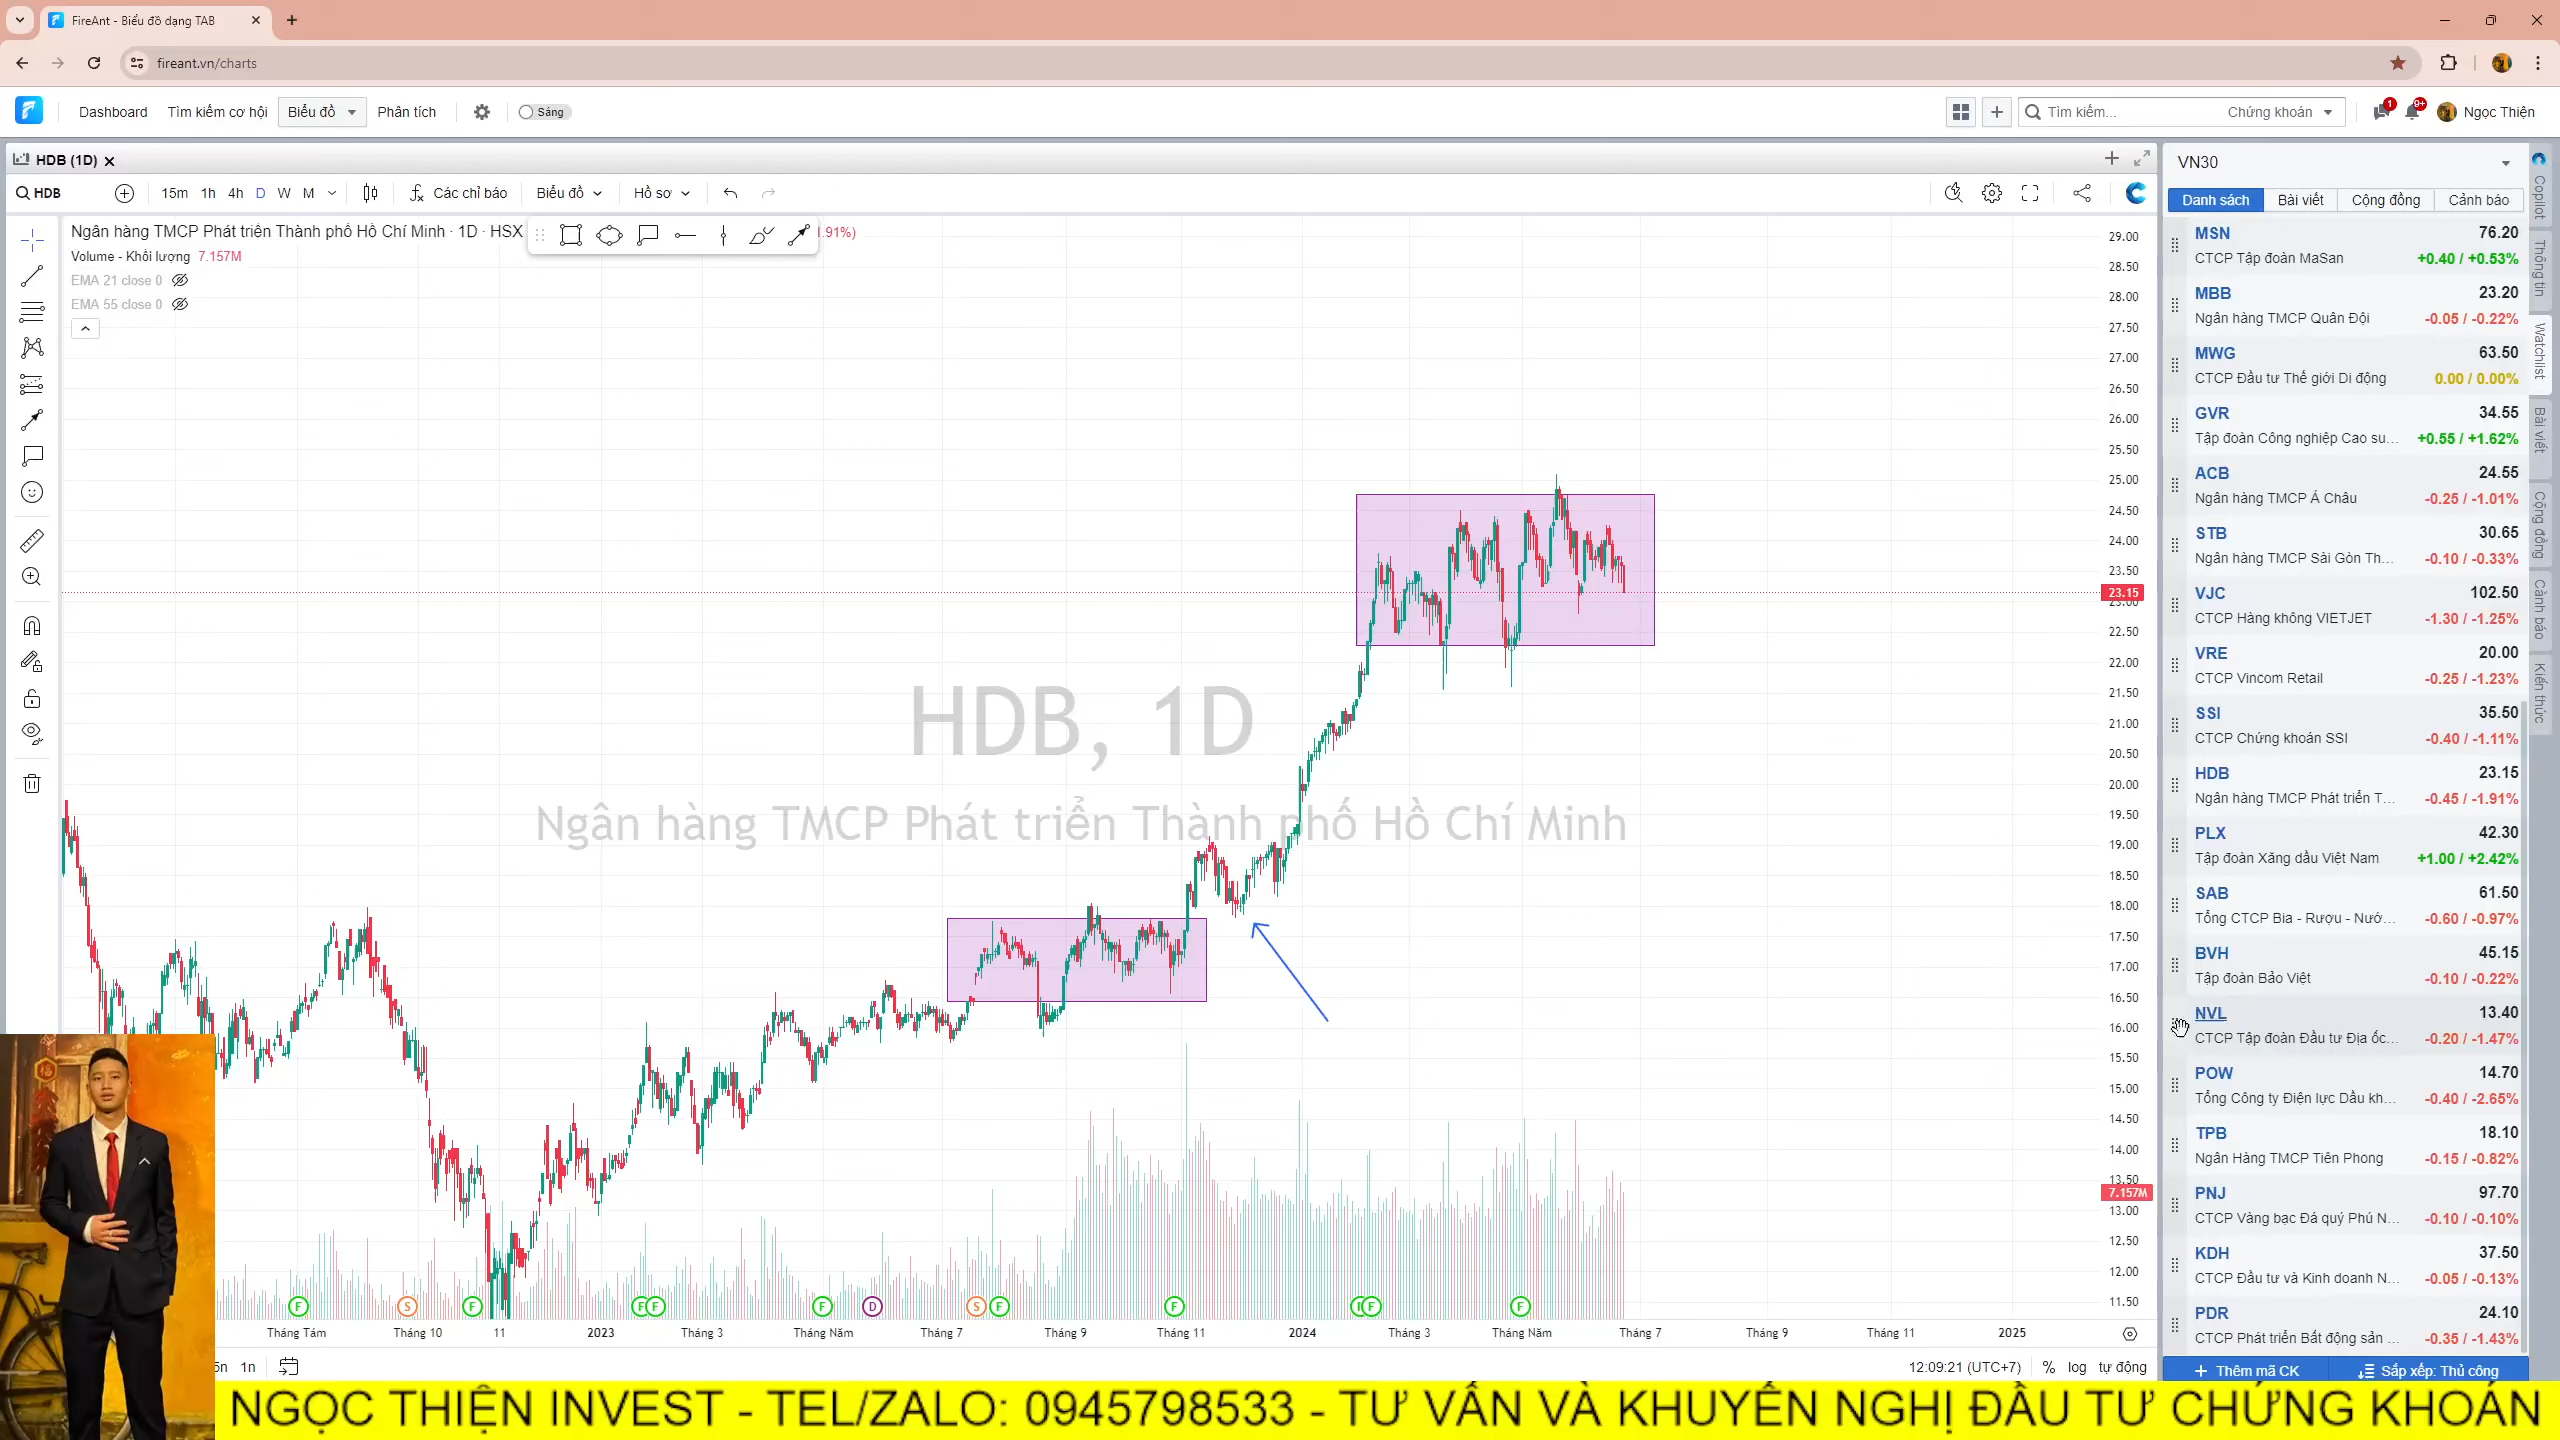 FireAnt - Biểu đồ dạng TAB
fireant.vn/charts
Dashboard Tìm kiếm cơ hội Biểu đồ Phân tích Sáng
Tìm kiếm... Chứng khoán 1 9+ Ngọc Thiện
HDB (1D)
HDB 15m 1h 4h D W M Các chỉ báo Biểu đồ Hồ sơ
Ngân hàng TMCP Phát triển Thành phố Hồ Chí Minh · 1D · HSX 1.91%)
Volume - Khối lượng 7.157M
EMA 21 close 0
EMA 55 close 0
HDB, 1D
Ngân hàng TMCP Phát triển Thành phố Hồ Chí Minh
29.00
28.50
28.00
27.50
27.00
26.50
26.00
25.50
25.00
24.50
24.00
23.50
23.15
23.00
22.50
22.00
21.50
21.00
20.50
20.00
19.50
19.00
18.50
18.00
17.50
17.00
16.50
16.00
15.50
15.00
14.50
14.00
13.50
7.157M
13.00
12.50
12.00
11.50
F S F F F F D S F F F F
Tháng Tám Tháng 10 11 2023 Tháng 3 Tháng Năm Tháng 7 Tháng 9 Tháng 11 2024 Tháng 3 Tháng Năm Tháng 7 Tháng 9 Tháng 11 2025
5n 1n 12:09:21 (UTC+7) % log tự động
VN30
Danh sách Bài viết Cộng đồng Cảnh báo
MSN 76.20
CTCP Tập đoàn MaSan +0.40 / +0.53%
MBB 23.20
Ngân hàng TMCP Quân Đội -0.05 / -0.22%
MWG 63.50
CTCP Đầu tư Thế giới Di động 0.00 / 0.00%
GVR 34.55
Tập đoàn Công nghiệp Cao su... +0.55 / +1.62%
ACB 24.55
Ngân hàng TMCP Á Châu -0.25 / -1.01%
STB 30.65
Ngân hàng TMCP Sài Gòn Th... -0.10 / -0.33%
VJC 102.50
CTCP Hàng không VIETJET -1.30 / -1.25%
VRE 20.00
CTCP Vincom Retail -0.25 / -1.23%
SSI 35.50
CTCP Chứng khoán SSI -0.40 / -1.11%
HDB 23.15
Ngân hàng TMCP Phát triển T... -0.45 / -1.91%
PLX 42.30
Tập đoàn Xăng dầu Việt Nam +1.00 / +2.42%
SAB 61.50
Tổng CTCP Bia - Rượu - Nướ... -0.60 / -0.97%
BVH 45.15
Tập đoàn Bảo Việt -0.10 / -0.22%
NVL 13.40
CTCP Tập đoàn Đầu tư Địa ốc... -0.20 / -1.47%
POW 14.70
Tổng Công ty Điện lực Dầu kh... -0.40 / -2.65%
TPB 18.10
Ngân Hàng TMCP Tiên Phong -0.15 / -0.82%
PNJ 97.70
CTCP Vàng bạc Đá quý Phú N... -0.10 / -0.10%
KDH 37.50
CTCP Đầu tư và Kinh doanh N... -0.05 / -0.13%
PDR 24.10
CTCP Phát triển Bất động sản ... -0.35 / -1.43%
Thêm mã CK Sắp xếp: Thủ công
Copilot
Thông tin
Watchlist
Bài viết
Cộng đồng
Cảnh báo
Kiến thức
NGỌC THIỆN INVEST - TEL/ZALO: 0945798533 - TƯ VẤN VÀ KHUYẾN NGHỊ ĐẦU TƯ CHỨNG KHOÁN